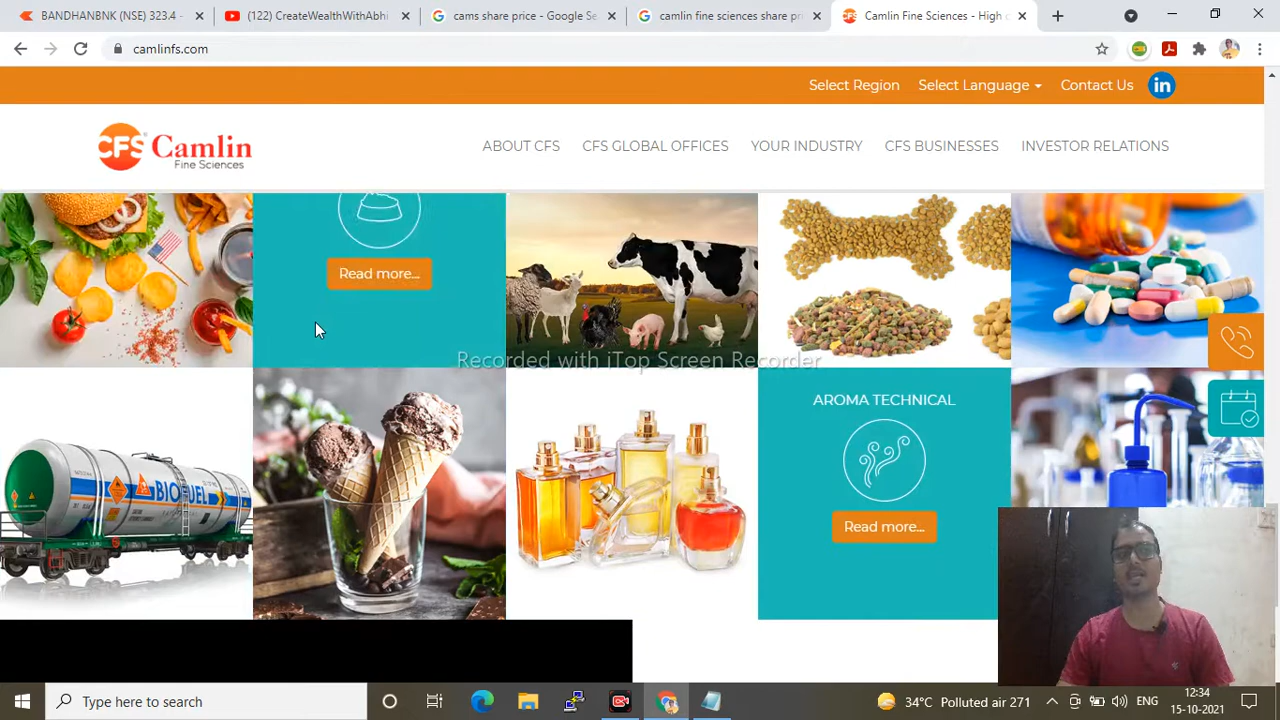 BANDHANBNK (NSE) 323.4 -
(122) CreateWealthWithAbhi
cams share price - Google Se
camlin fine sciences share pri
Camlin Fine Sciences - High
camlinfs.com
Select Region
Select Language
Contact Us
in
CFS Camlin
Fine Sciences
ABOUT CFS
CFS GLOBAL OFFICES
YOUR INDUSTRY
CFS BUSINESSES
INVESTOR RELATIONS
Read more...
Recorded with iTop Screen Recorder
BIOFUEL
AROMA TECHNICAL
Read more...
Type here to search
34°C Polluted air 271
ENG
12:34
15-10-2021